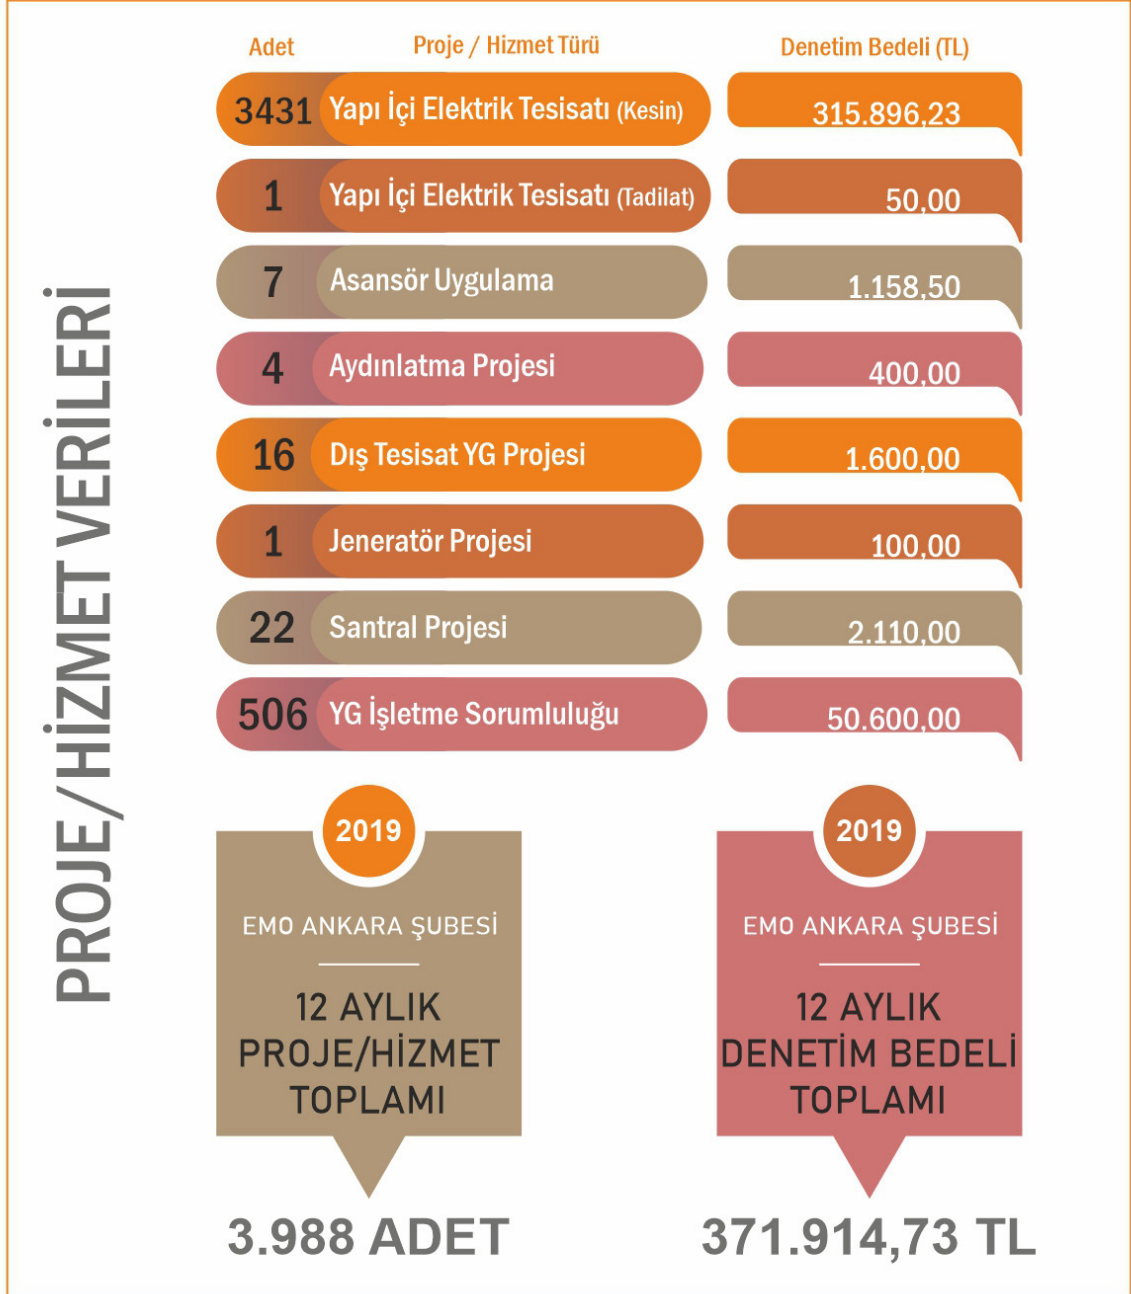 PROJE/HİZMET VERİLERİ
Adet Proje / Hizmet Türü Denetim Bedeli (TL)
3431 Yapı İçi Elektrik Tesisatı (Kesin) 315.896,23
1 Yapı İçi Elektrik Tesisatı (Tadilat) 50,00
7 Asansör Uygulama 1.158,50
4 Aydınlatma Projesi 400,00
16 Dış Tesisat YG Projesi 1.600,00
1 Jeneratör Projesi 100,00
22 Santral Projesi 2.110,00
506 YG İşletme Sorumluluğu 50.600,00
2019
EMO ANKARA ŞUBESİ
12 AYLIK
PROJE/HİZMET
TOPLAMI
3.988 ADET
2019
EMO ANKARA ŞUBESİ
12 AYLIK
DENETİM BEDELİ
TOPLAMI
371.914,73 TL